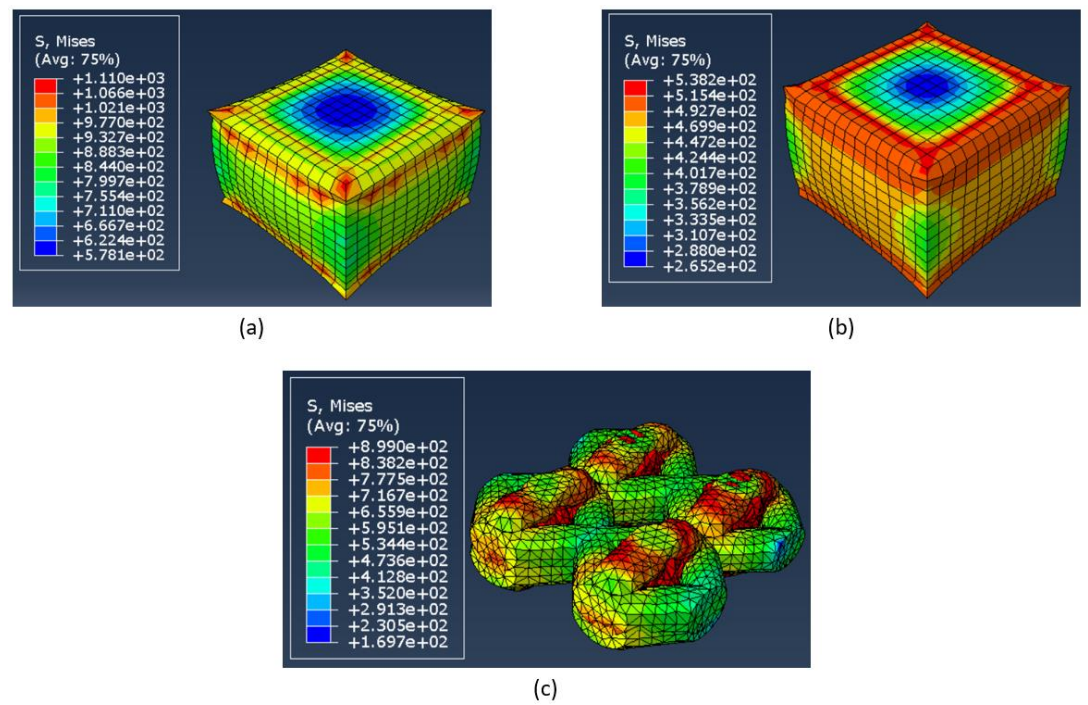 S, Mises
(Avg: 75%)
+1.110e+03
+1.066e+03
+1.021e+03
+9.770e+02
+9.327e+02
+8.883e+02
+8.440e+02
+7.997e+02
+7.554e+02
+7.110e+02
+6.667e+02
+6.224e+02
+5.781e+02
(a)
S, Mises
(Avg: 75%)
+5.382e+02
+5.154e+02
+4.927e+02
+4.699e+02
+4.472e+02
+4.244e+02
+4.017e+02
+3.789e+02
+3.562e+02
+3.335e+02
+3.107e+02
+2.880e+02
+2.652e+02
(b)
S, Mises
(Avg: 75%)
+8.990e+02
+8.382e+02
+7.775e+02
+7.167e+02
+6.559e+02
+5.951e+02
+5.344e+02
+4.736e+02
+4.128e+02
+3.520e+02
+2.913e+02
+2.305e+02
+1.697e+02
(c)